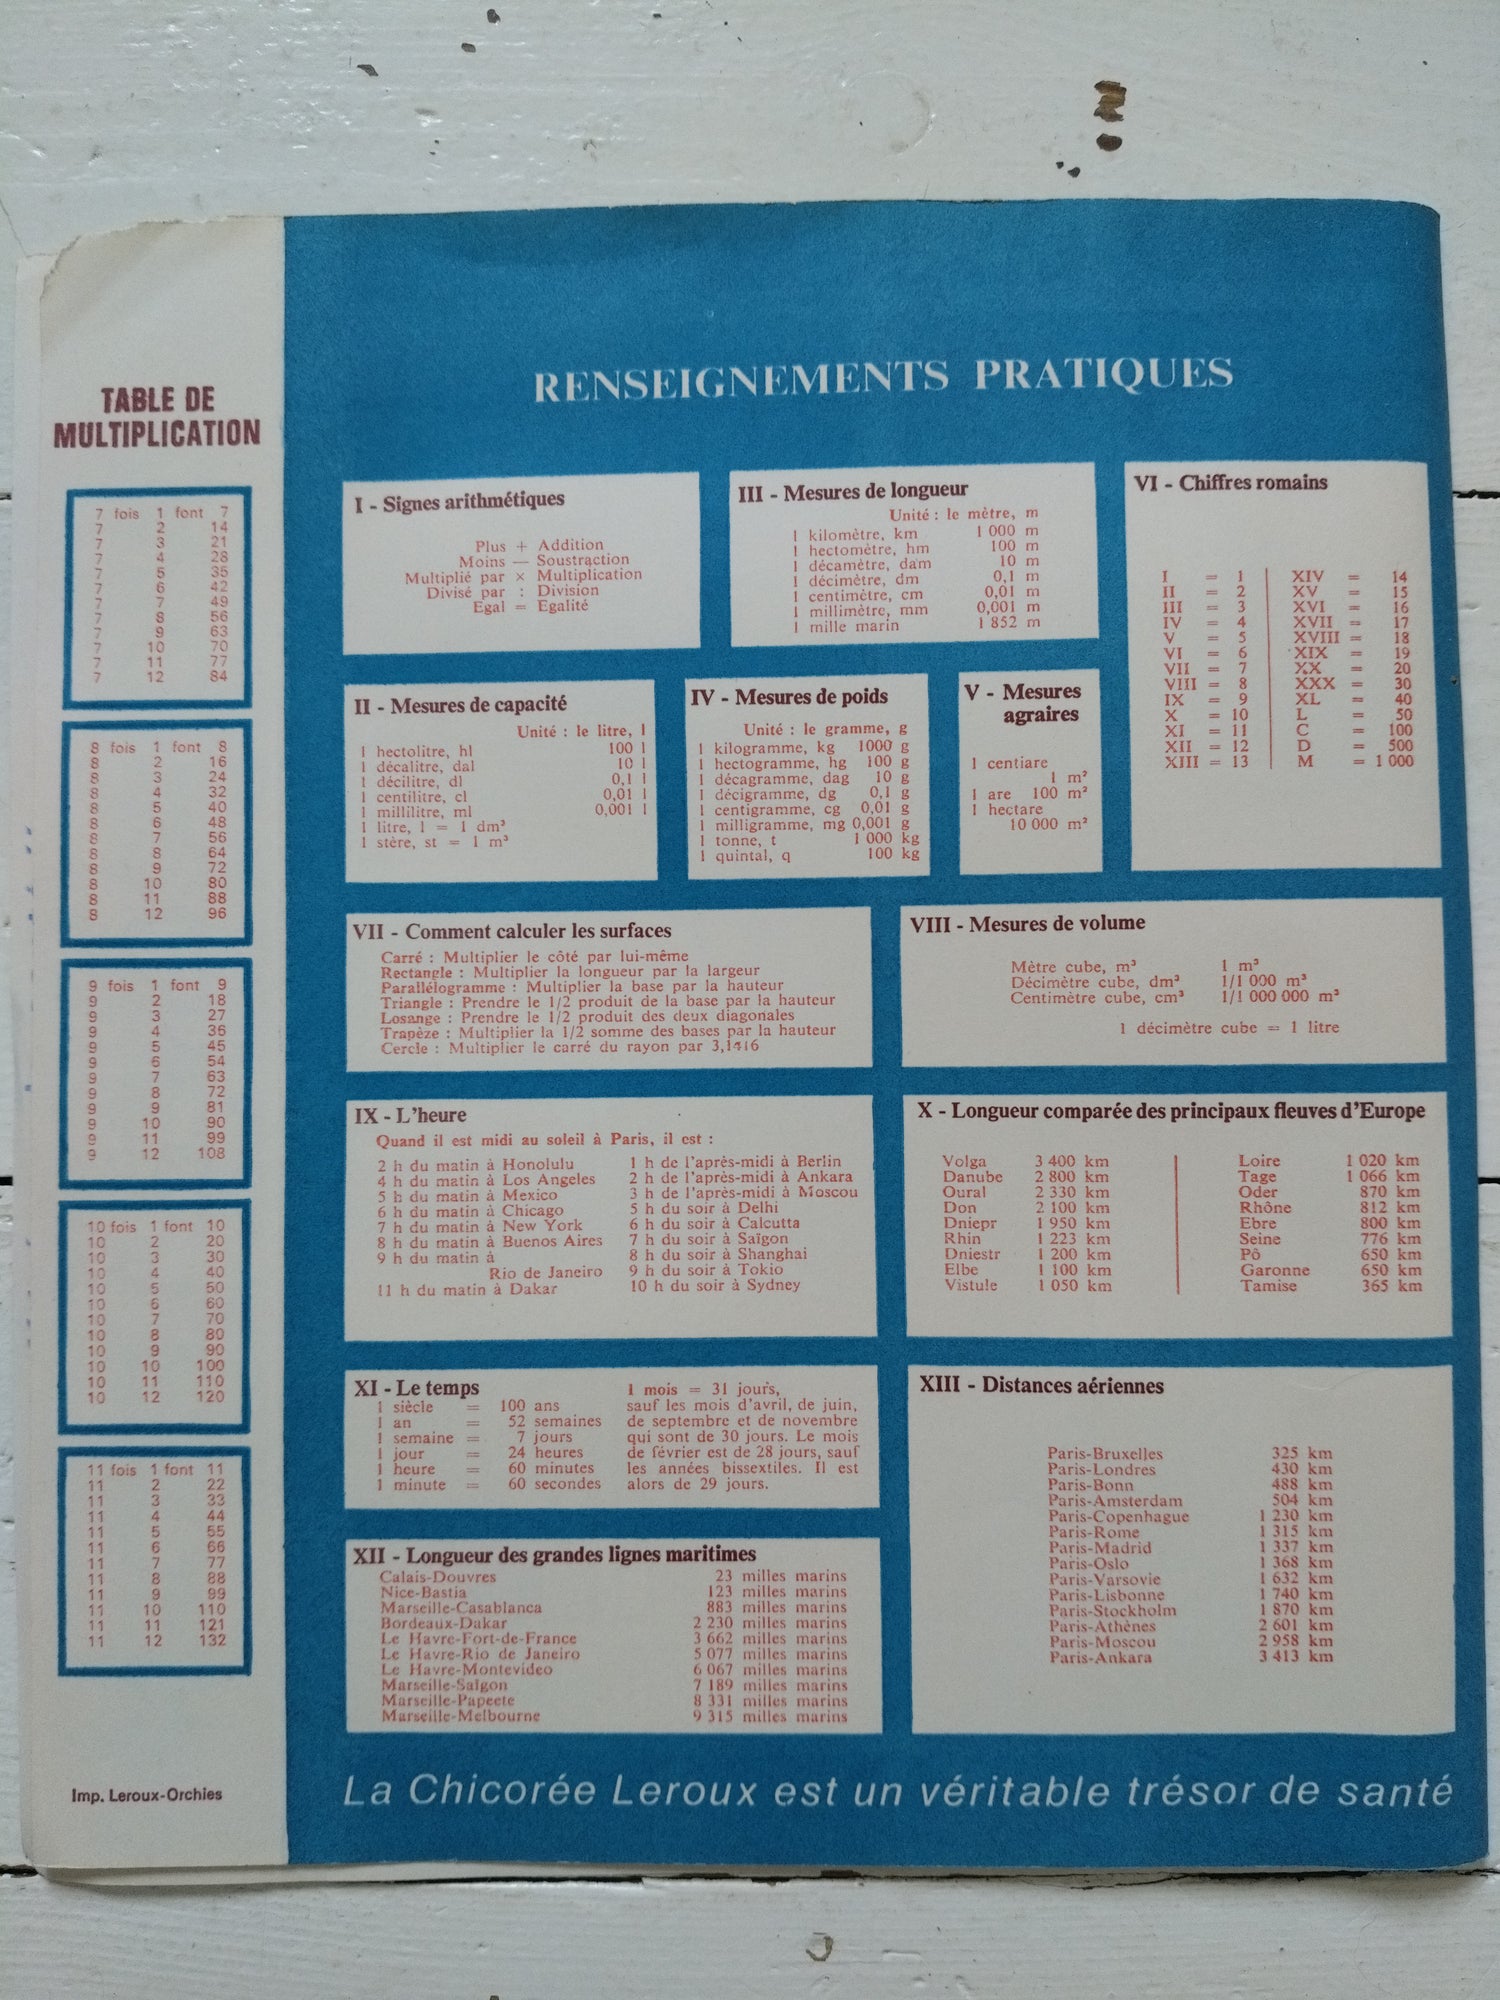 TABLE DE
MULTIPLICATION
7 fois 1 font 7
7 2 14
7 3 21
7 4 28
7 5 35
7 6 42
7 7 49
7 8 56
7 9 63
7 10 70
7 11 77
7 12 84
8 fois 1 font 8
8 2 16
8 3 24
8 4 32
8 5 40
8 6 48
8 7 56
8 8 64
8 9 72
8 10 80
8 11 88
8 12 96
9 fois 1 font 9
9 2 18
9 3 27
9 4 36
9 5 45
9 6 54
9 7 63
9 8 72
9 9 81
9 10 90
9 11 99
9 12 108
10 fois 1 font 10
10 2 20
10 3 30
10 4 40
10 5 50
10 6 60
10 7 70
10 8 80
10 9 90
10 10 100
10 11 110
10 12 120
11 fois 1 font 11
11 2 22
11 3 33
11 4 44
11 5 55
11 6 66
11 7 77
11 8 88
11 9 99
11 10 110
11 11 121
11 12 132
Imp. Leroux-Orchies
RENSEIGNEMENTS PRATIQUES
I - Signes arithmétiques
Plus + Addition
Moins — Soustraction
Multiplié par × Multiplication
Divisé par : Division
Egal = Egalité
III - Mesures de longueur
Unité : le mètre, m
1 kilomètre, km 1 000 m
1 hectomètre, hm 100 m
1 décamètre, dam 10 m
1 décimètre, dm 0,1 m
1 centimètre, cm 0,01 m
1 millimètre, mm 0,001 m
1 mille marin 1 852 m
VI - Chiffres romains
I = 1 XIV = 14
II = 2 XV = 15
III = 3 XVI = 16
IV = 4 XVII = 17
V = 5 XVIII = 18
VI = 6 XIX = 19
VII = 7 XX = 20
VIII = 8 XXX = 30
IX = 9 XL = 40
X = 10 L = 50
XI = 11 C = 100
XII = 12 D = 500
XIII = 13 M = 1 000
II - Mesures de capacité
Unité : le litre, l
1 hectolitre, hl 100 l
1 décalitre, dal 10 l
1 décilitre, dl 0,1 l
1 centilitre, cl 0,01 l
1 millilitre, ml 0,001 l
1 litre, l = 1 dm³
1 stère, st = 1 m³
IV - Mesures de poids
Unité : le gramme, g
1 kilogramme, kg 1000 g
1 hectogramme, hg 100 g
1 décagramme, dag 10 g
1 décigramme, dg 0,1 g
1 centigramme, cg 0,01 g
1 milligramme, mg 0,001 g
1 tonne, t 1 000 kg
1 quintal, q 100 kg
V - Mesures
agraires
1 centiare
1 m²
1 are 100 m²
1 hectare
10 000 m²
VII - Comment calculer les surfaces
Carré : Multiplier le côté par lui-même
Rectangle : Multiplier la longueur par la largeur
Parallélogramme : Multiplier la base par la hauteur
Triangle : Prendre le 1/2 produit de la base par la hauteur
Losange : Prendre le 1/2 produit des deux diagonales
Trapèze : Multiplier la 1/2 somme des bases par la hauteur
Cercle : Multiplier le carré du rayon par 3,1416
VIII - Mesures de volume
Mètre cube, m³ 1 m³
Décimètre cube, dm³ 1/1 000 m³
Centimètre cube, cm³ 1/1 000 000 m³
1 décimètre cube = 1 litre
IX - L'heure
Quand il est midi au soleil à Paris, il est :
2 h du matin à Honolulu
4 h du matin à Los Angeles
5 h du matin à Mexico
6 h du matin à Chicago
7 h du matin à New York
8 h du matin à Buenos Aires
9 h du matin à
Rio de Janeiro
11 h du matin à Dakar
1 h de l'après-midi à Berlin
2 h de l'après-midi à Ankara
3 h de l'après-midi à Moscou
5 h du soir à Delhi
6 h du soir à Calcutta
7 h du soir à Saïgon
8 h du soir à Shanghai
9 h du soir à Tokio
10 h du soir à Sydney
X - Longueur comparée des principaux fleuves d'Europe
Volga 3 400 km
Danube 2 800 km
Oural 2 330 km
Don 2 100 km
Dniepr 1 950 km
Rhin 1 223 km
Dniestr 1 200 km
Elbe 1 100 km
Vistule 1 050 km
Loire 1 020 km
Tage 1 066 km
Oder 870 km
Rhône 812 km
Ebre 800 km
Seine 776 km
Pô 650 km
Garonne 650 km
Tamise 365 km
XI - Le temps
1 siècle = 100 ans
1 an = 52 semaines
1 semaine = 7 jours
1 jour = 24 heures
1 heure = 60 minutes
1 minute = 60 secondes
1 mois = 31 jours,
sauf les mois d'avril, de juin,
de septembre et de novembre
qui sont de 30 jours. Le mois
de février est de 28 jours, sauf
les années bissextiles. Il est
alors de 29 jours.
XII - Longueur des grandes lignes maritimes
Calais-Douvres 23 milles marins
Nice-Bastia 123 milles marins
Marseille-Casablanca 883 milles marins
Bordeaux-Dakar 2 230 milles marins
Le Havre-Fort-de-France 3 662 milles marins
Le Havre-Rio de Janeiro 5 077 milles marins
Le Havre-Montevideo 6 067 milles marins
Marseille-Saïgon 7 189 milles marins
Marseille-Papeete 8 331 milles marins
Marseille-Melbourne 9 315 milles marins
XIII - Distances aériennes
Paris-Bruxelles 325 km
Paris-Londres 430 km
Paris-Bonn 488 km
Paris-Amsterdam 504 km
Paris-Copenhague 1 230 km
Paris-Rome 1 315 km
Paris-Madrid 1 337 km
Paris-Oslo 1 368 km
Paris-Varsovie 1 632 km
Paris-Lisbonne 1 740 km
Paris-Stockholm 1 870 km
Paris-Athènes 2 601 km
Paris-Moscou 2 958 km
Paris-Ankara 3 413 km
La Chicorée Leroux est un véritable trésor de santé